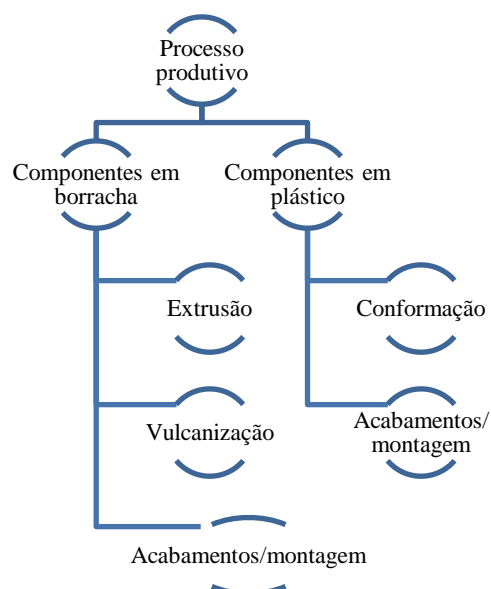 Processo
produtivo
Componentes em
borracha
Componentes em
plástico
Extrusão
Conformação
Vulcanização
Acabamentos/
montagem
Acabamentos/montagem